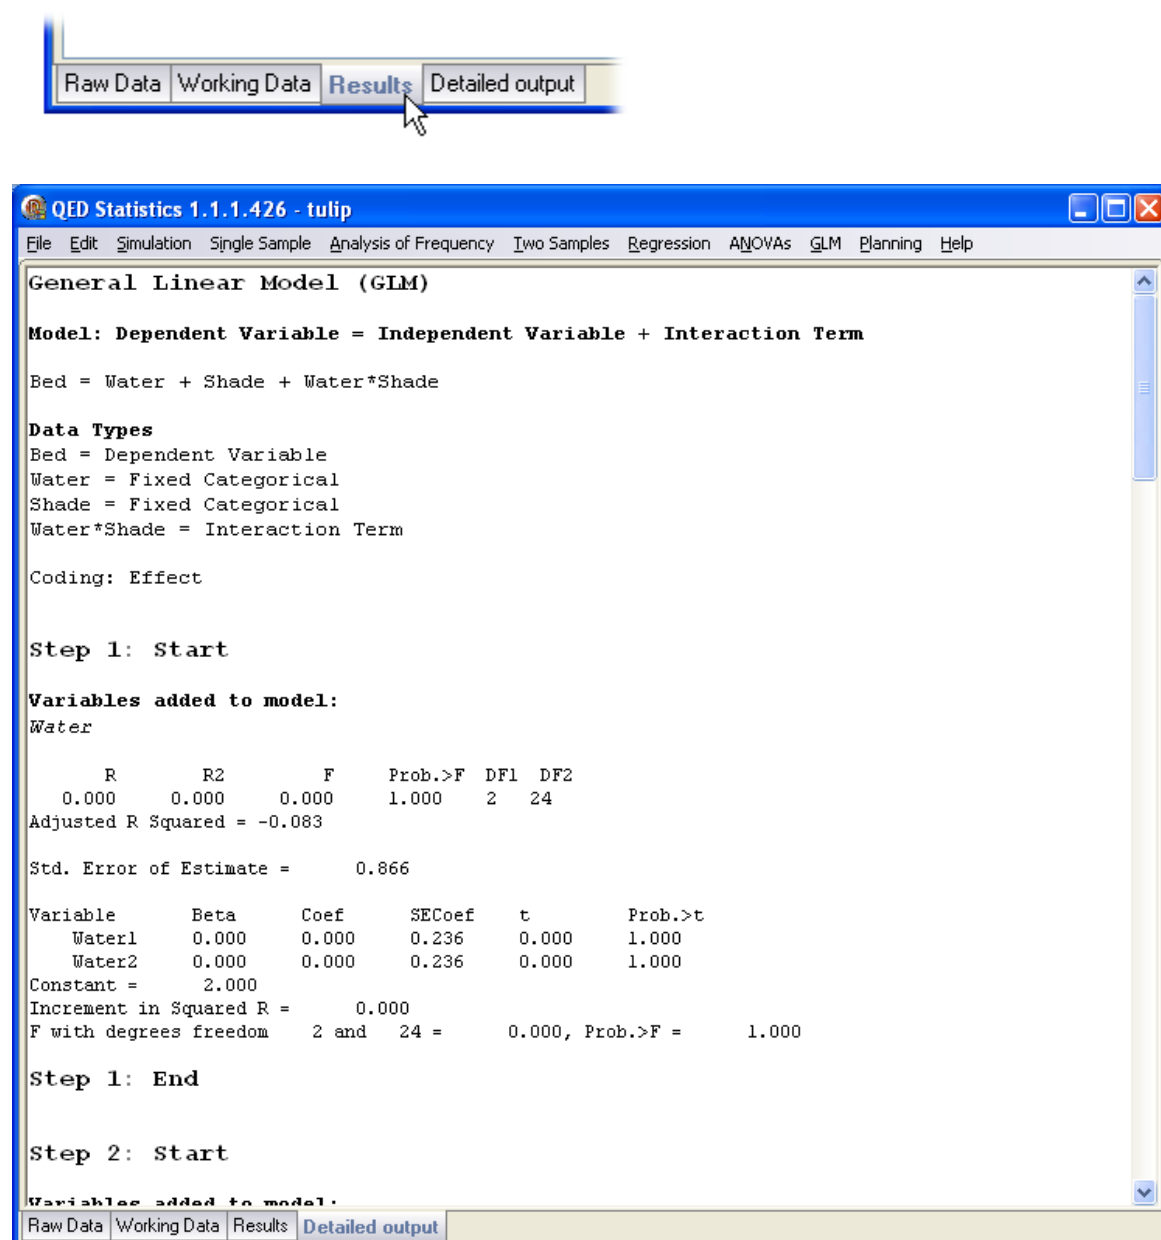 Raw Data Working Data Results Detailed output
QED Statistics 1.1.1.426 - tulip
File Edit Simulation Single Sample Analysis of Frequency Two Samples Regression ANOVAs GLM Planning Help
General Linear Model (GLM)
Model: Dependent Variable = Independent Variable + Interaction Term
Bed = Water + Shade + Water*Shade
Data Types
Bed = Dependent Variable
Water = Fixed Categorical
Shade = Fixed Categorical
Water*Shade = Interaction Term
Coding: Effect
Step 1: Start
Variables added to model:
Water
R R2 F Prob.>F DF1 DF2
0.000 0.000 0.000 1.000 2 24
Adjusted R Squared = -0.083
Std. Error of Estimate = 0.866
Variable Beta Coef SECoef t Prob.>t
Water1 0.000 0.000 0.236 0.000 1.000
Water2 0.000 0.000 0.236 0.000 1.000
Constant = 2.000
Increment in Squared R = 0.000
F with degrees freedom 2 and 24 = 0.000, Prob.>F = 1.000
Step 1: End
Step 2: Start
Variables added to model:
Raw Data Working Data Results Detailed output